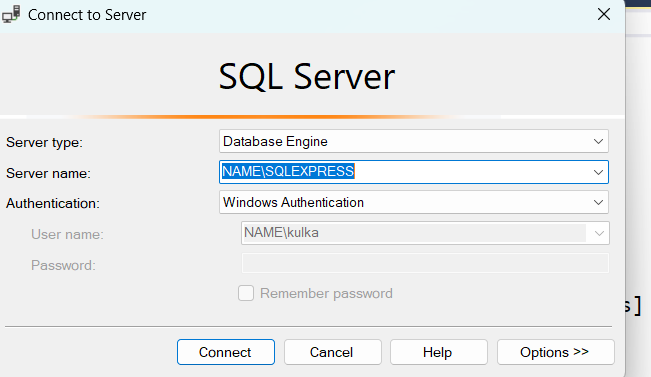 Connect to Server
SQL Server
Server type: Database Engine
Server name: NAME\SQLEXPRESS
Authentication: Windows Authentication
User name: NAME\kulka
Password:
Remember password
s]
Connect Cancel Help Options >>